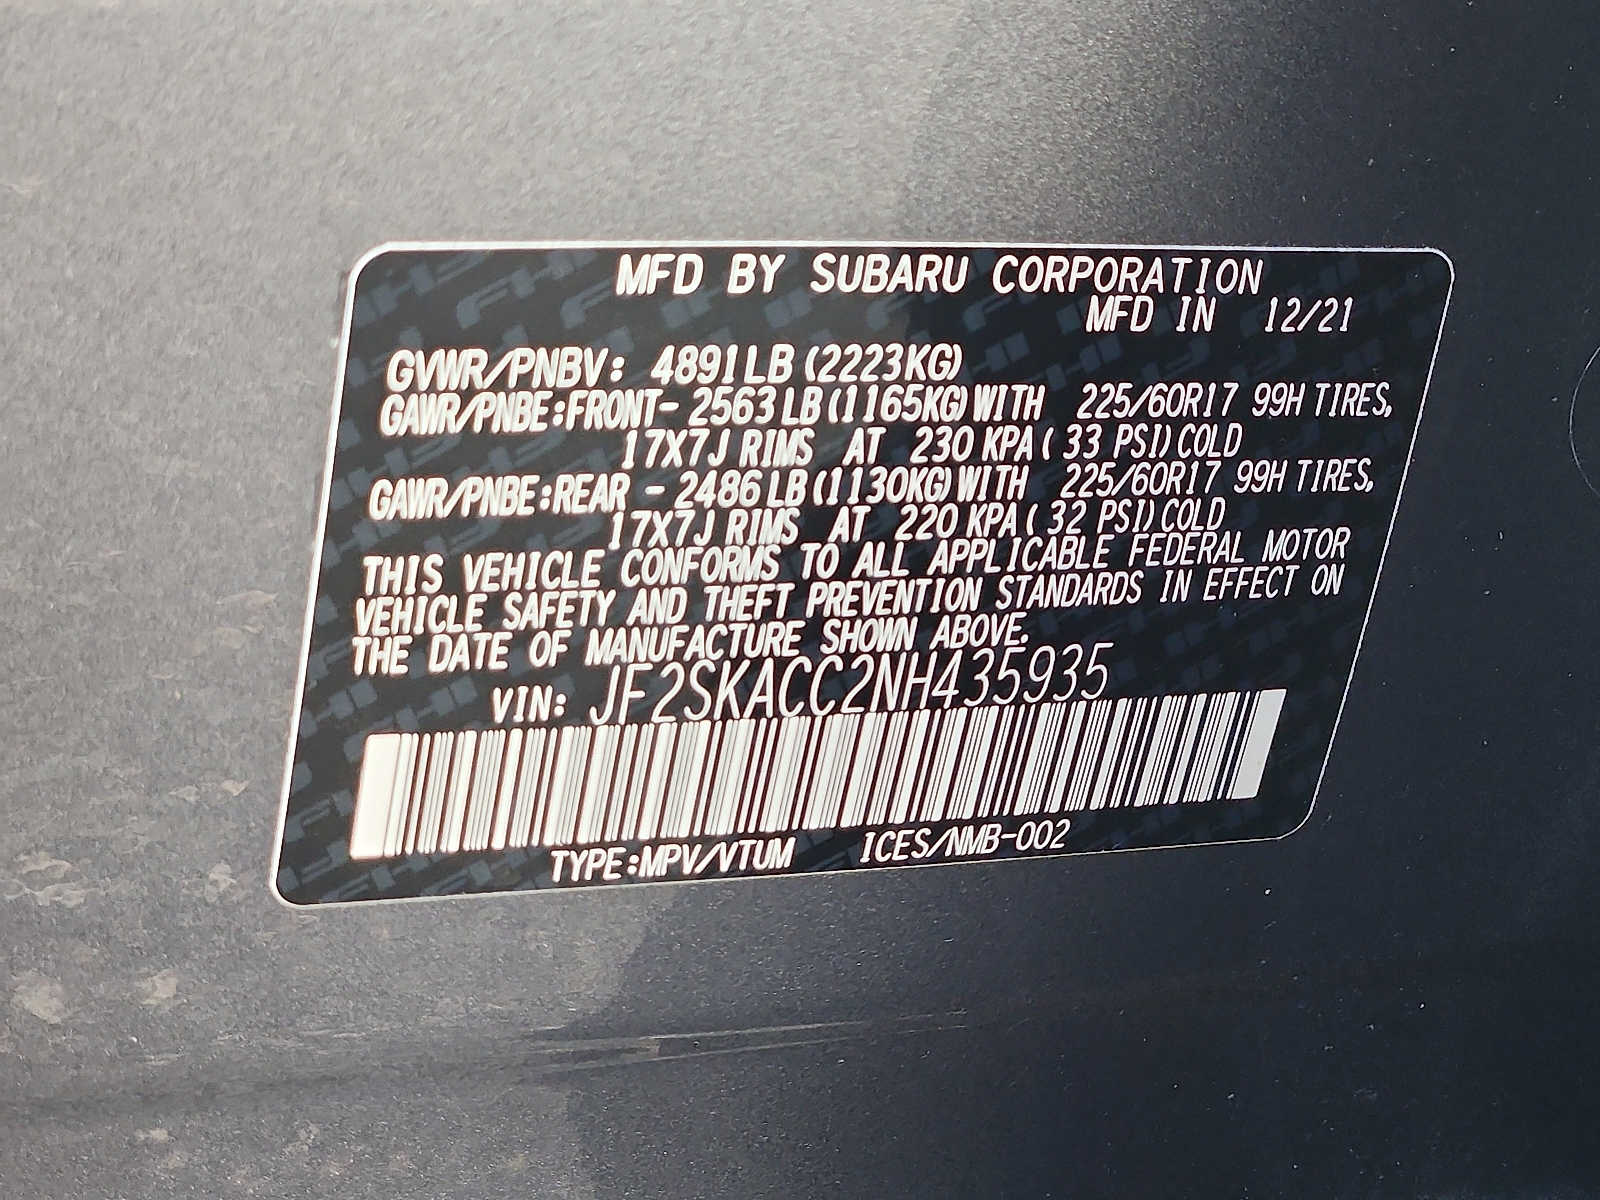 MFD BY SUBARU CORPORATION
MFD IN 12/21
GVWR/PNBV: 4891LB (2223KG)
GAWR/PNBE:FRONT- 2563LB(1165KG)WITH 225/60R17 99H TIRES,
17X7J RIMS AT 230 KPA( 33 PSI)COLD
GAWR/PNBE:REAR - 2486LB(1130KG)WITH 225/60R17 99H TIRES,
17X7J RIMS AT 220 KPA( 32 PSI)COLD
THIS VEHICLE CONFORMS TO ALL APPLICABLE FEDERAL MOTOR
VEHICLE SAFETY AND THEFT PREVENTION STANDARDS IN EFFECT ON
THE DATE OF MANUFACTURE SHOWN ABOVE.
VIN: JF2SKACC2NH435935
TYPE:MPV/VTUM ICES/NMB-002